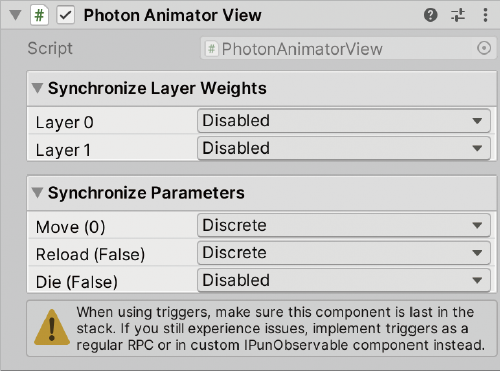 Photon Animator View
Script
PhotonAnimatorView
Synchronize Layer Weights
Layer 0
Disabled
Layer 1
Disabled
Synchronize Parameters
Move (0)
Discrete
Reload (False)
Discrete
Die (False)
Disabled
When using triggers, make sure this component is last in the
stack. If you still experience issues, implement triggers as a
regular RPC or in custom IPunObservable component instead.